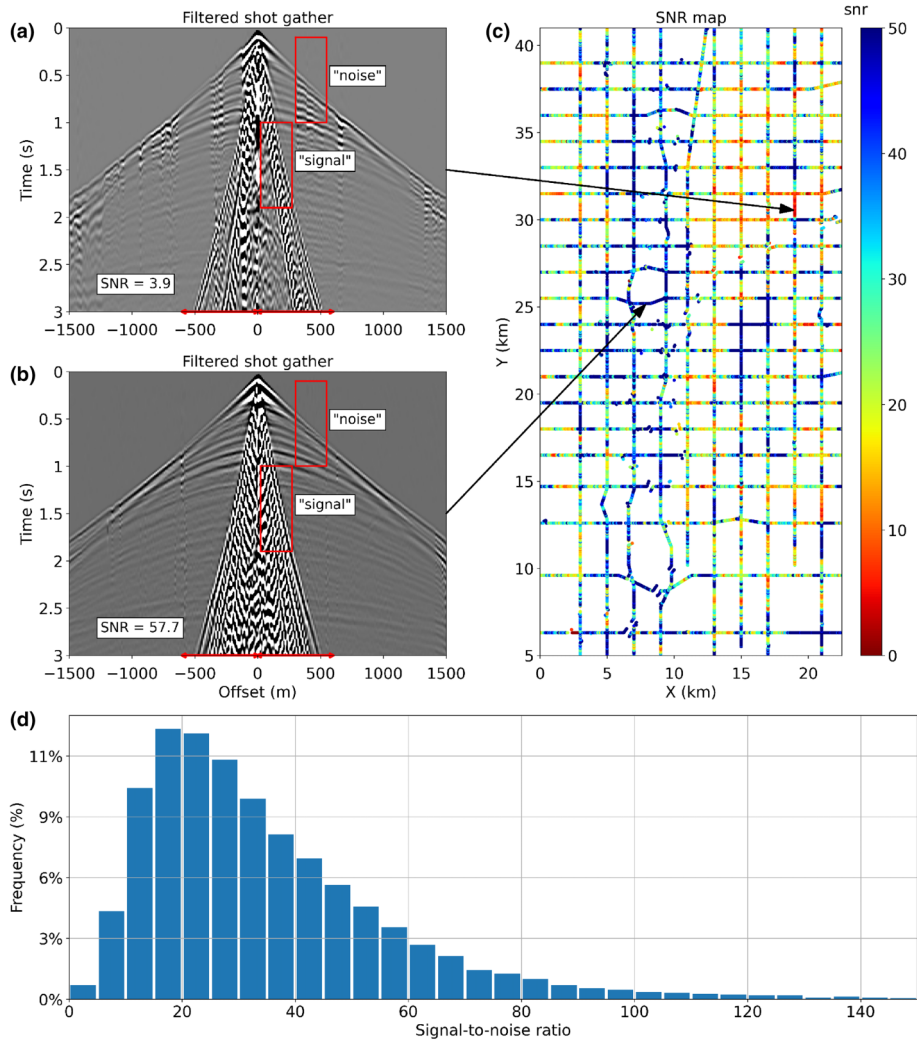 (a)
Filtered shot gather
0
0.5
1
1.5
2
2.5
3
Time (s)
"noise"
"signal"
SNR = 3.9
−1500 −1000 −500 0 500 1000 1500
(b)
Filtered shot gather
0
0.5
1
1.5
2
2.5
3
Time (s)
"noise"
"signal"
SNR = 57.7
−1500 −1000 −500 0 500 1000 1500
Offset (m)
(c)
SNR map
40
35
30
25
20
15
10
5
Y (km)
0 5 10 15 20
X (km)
snr
50
40
30
20
10
0
(d)
11%
9%
6%
3%
0%
Frequency (%)
0 20 40 60 80 100 120 140
Signal-to-noise ratio